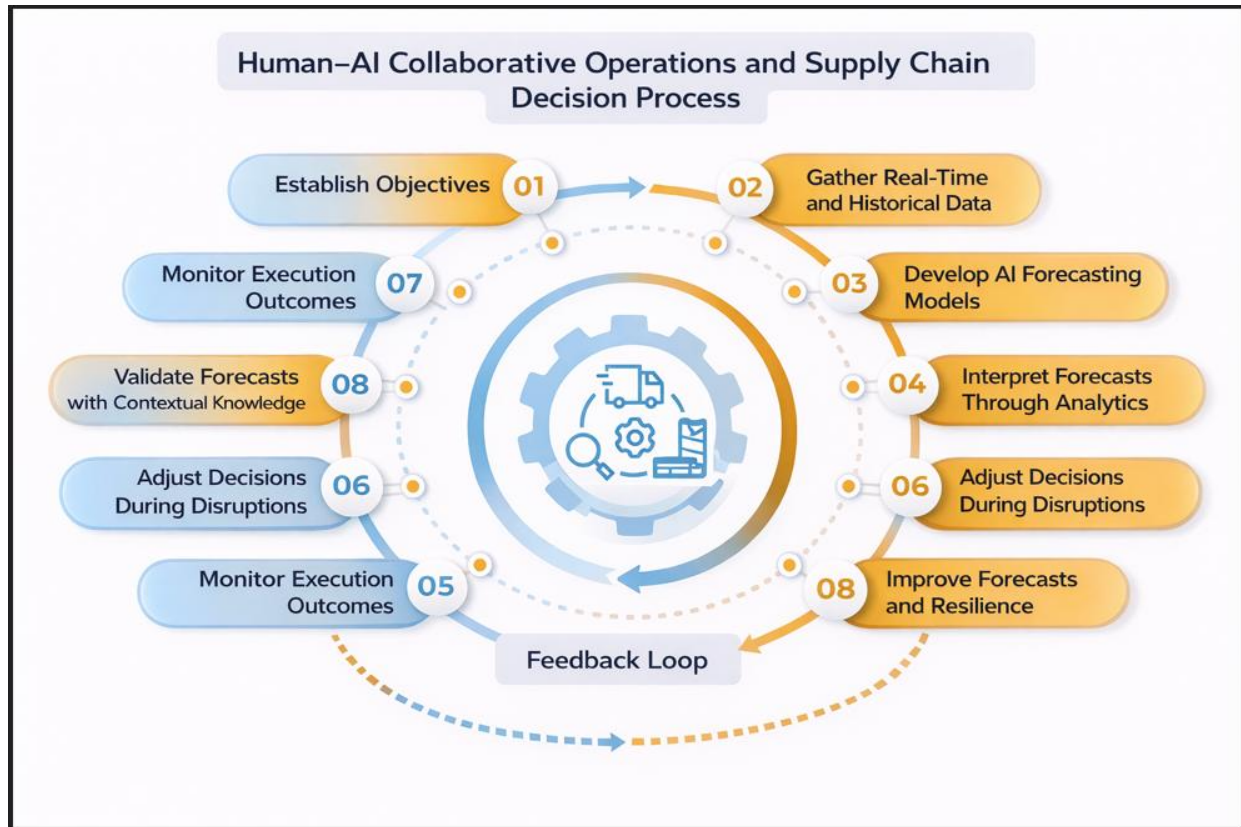 Human–AI Collaborative Operations and Supply Chain
Decision Process
Establish Objectives 01
02 Gather Real-Time
and Historical Data
Monitor Execution
Outcomes
07
03 Develop AI Forecasting
Models
Validate Forecasts
with Contextual Knowledge
08
04 Interpret Forecasts
Through Analytics
Adjust Decisions
During Disruptions
06
06 Adjust Decisions
During Disruptions
Monitor Execution
Outcomes
05
08 Improve Forecasts
and Resilience
Feedback Loop